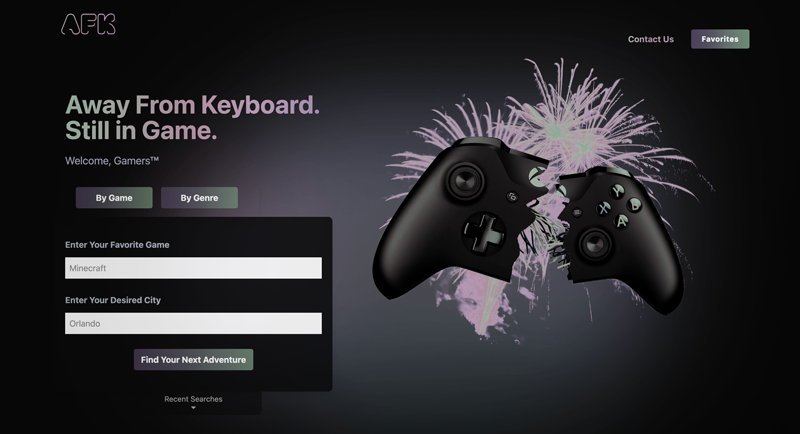 AFK
Contact Us
Favorites
Away From Keyboard.
Still in Game.
Welcome, Gamers™
By Game
By Genre
Enter Your Favorite Game
Minecraft
Enter Your Desired City
Orlando
Find Your Next Adventure
Recent Searches
Y
X
B
A